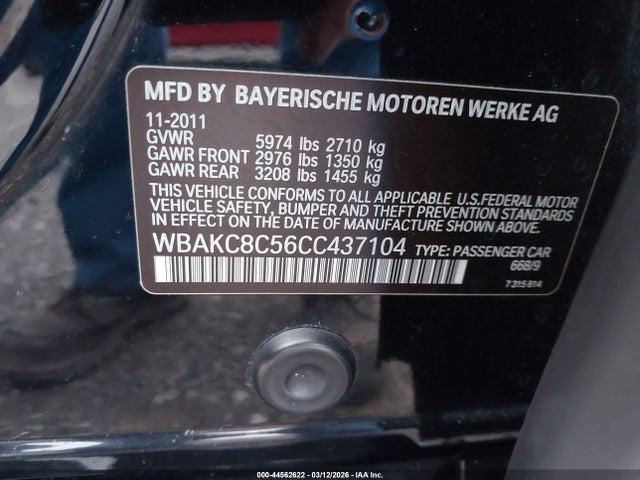 MFD BY BAYERISCHE MOTOREN WERKE AG
11-2011
GVWR 5974 lbs 2710 kg
GAWR FRONT 2976 lbs 1350 kg
GAWR REAR 3208 lbs 1455 kg
THIS VEHICLE CONFORMS TO ALL APPLICABLE U.S.FEDERAL MOTOR
VEHICLE SAFETY, BUMPER, AND THEFT PREVENTION STANDARDS
IN EFFECT ON THE DATE OF MANUFACTURE SHOWN ABOVE.
WBAKC8C56CC437104 TYPE: PASSENGER CAR
668/9
7315814
000-44562622 - 03/12/2026 - IAA Inc.